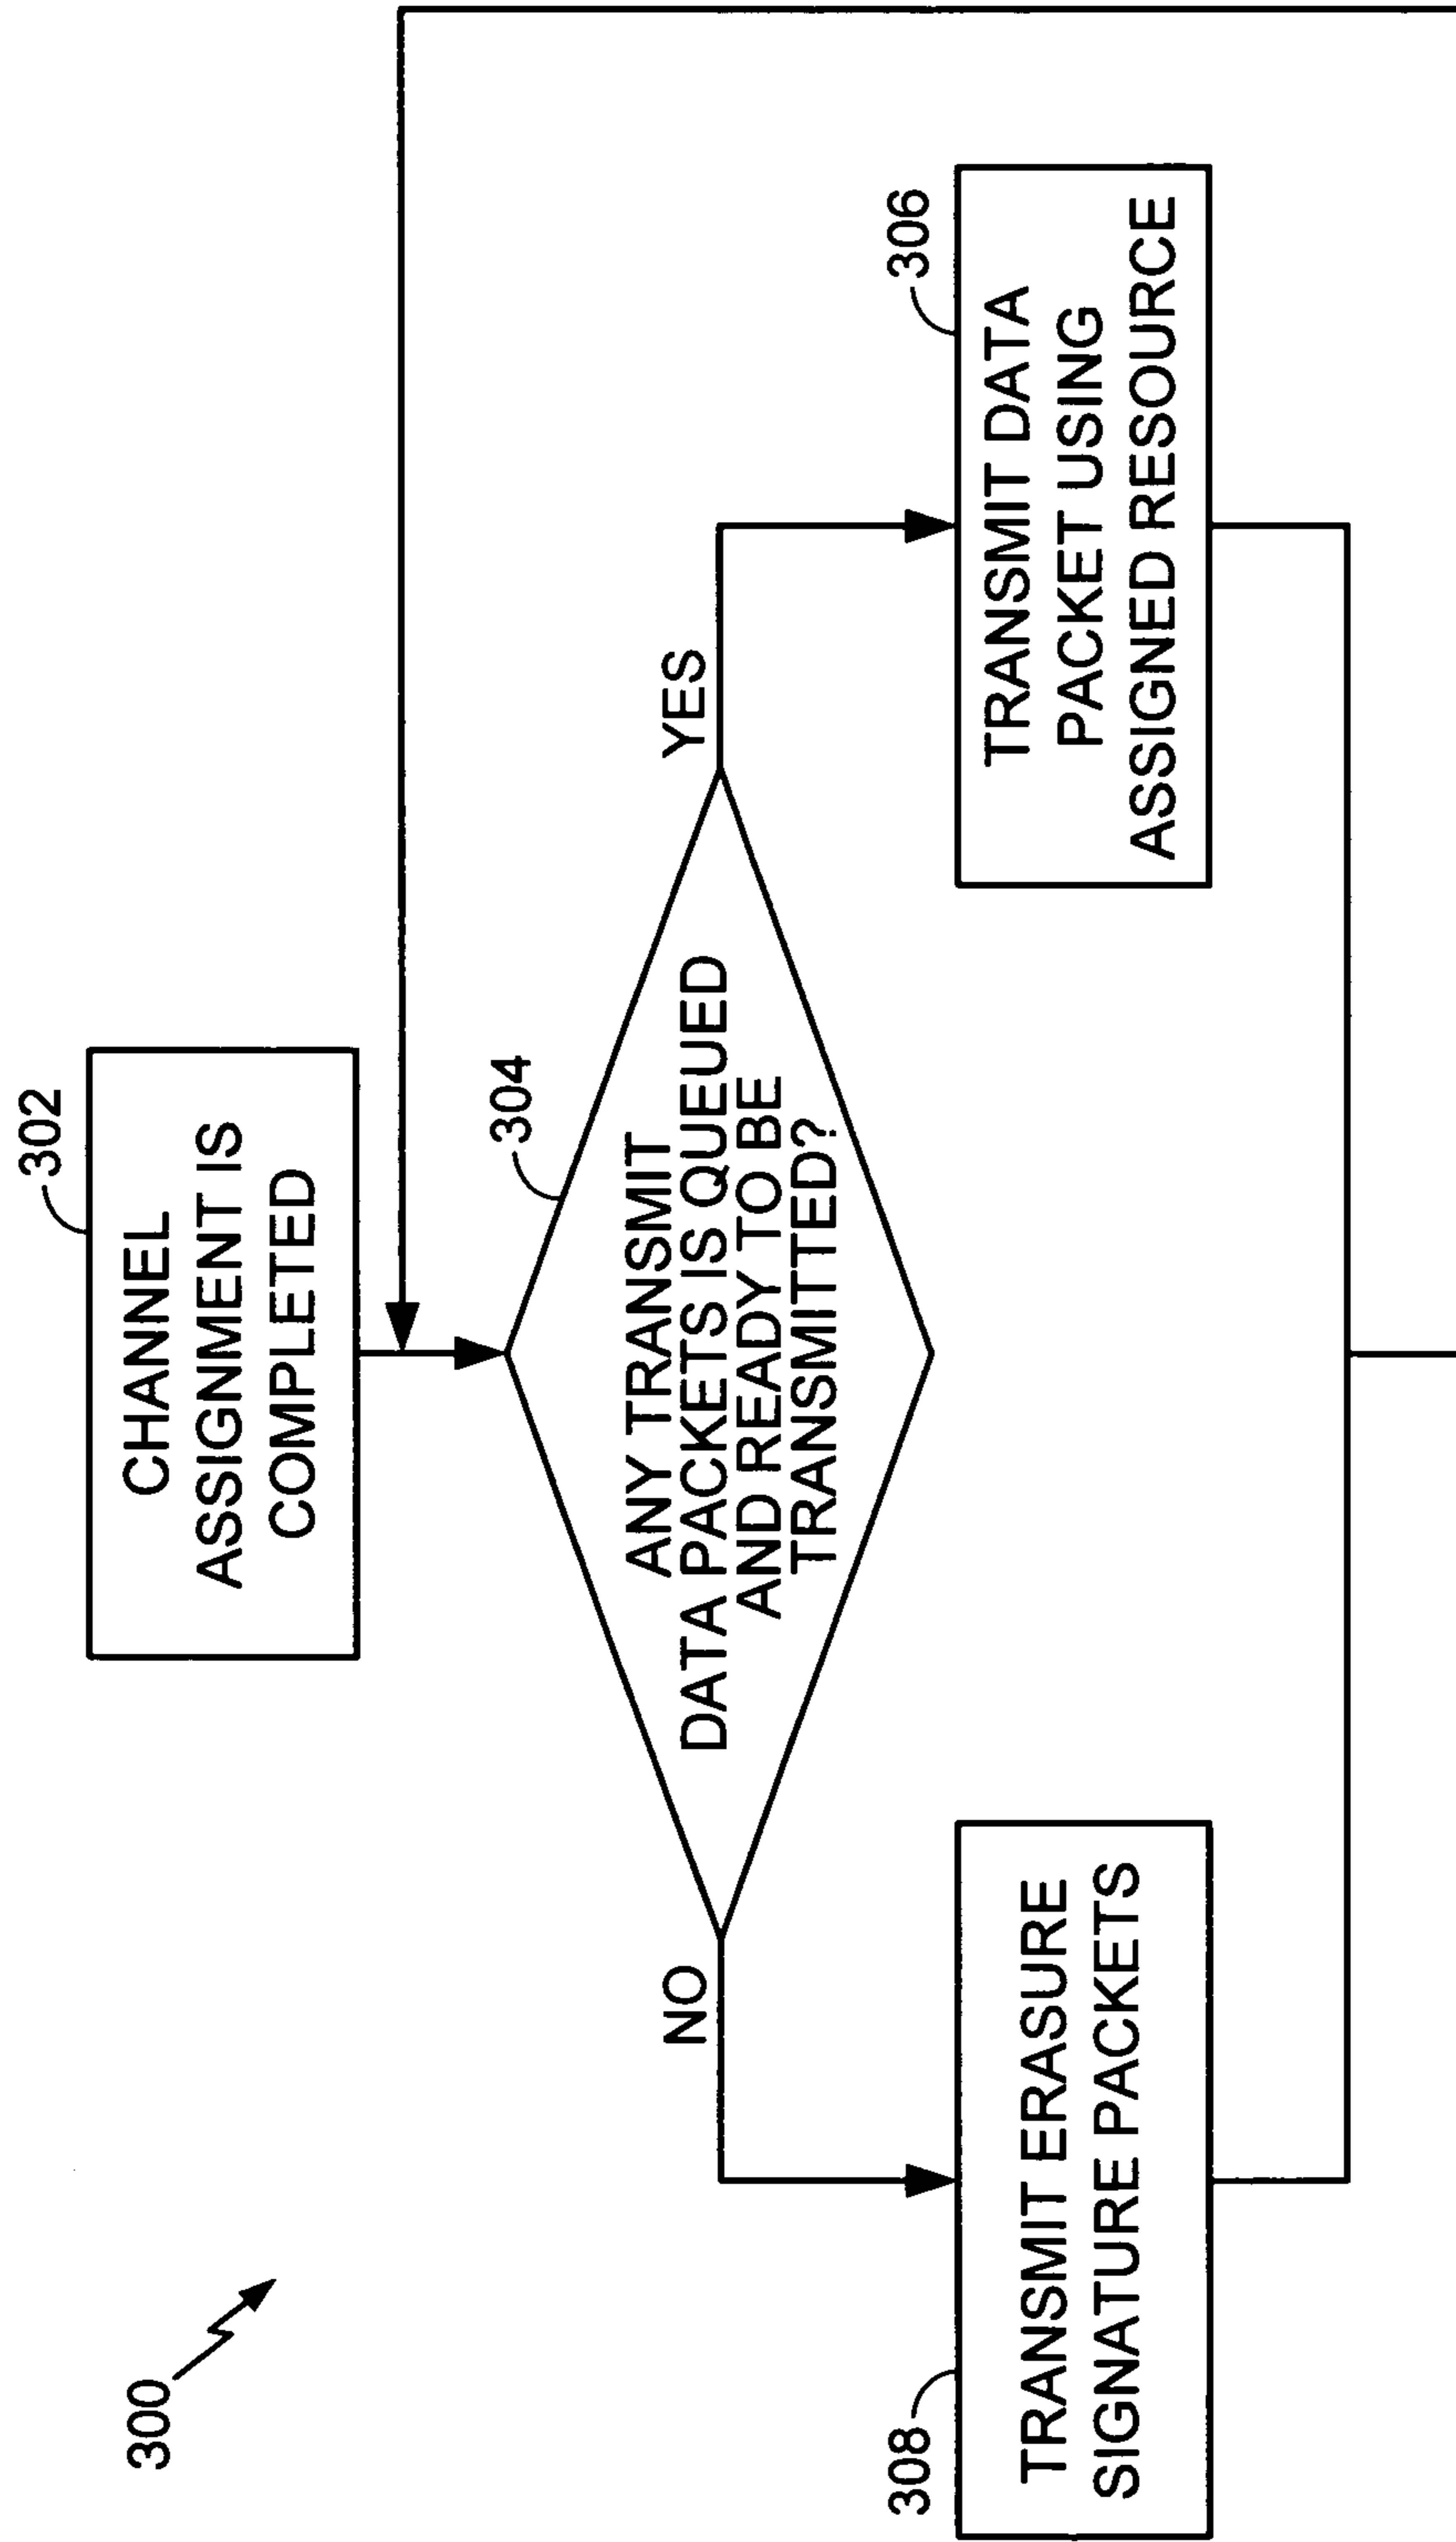 300
302
CHANNEL
ASSIGNMENT IS
COMPLETED
304
ANY TRANSMIT
DATA PACKETS IS QUEUED
AND READY TO BE
TRANSMITTED?
NO
YES
308
TRANSMIT ERASURE
SIGNATURE PACKETS
306
TRANSMIT DATA
PACKET USING
ASSIGNED RESOURCE